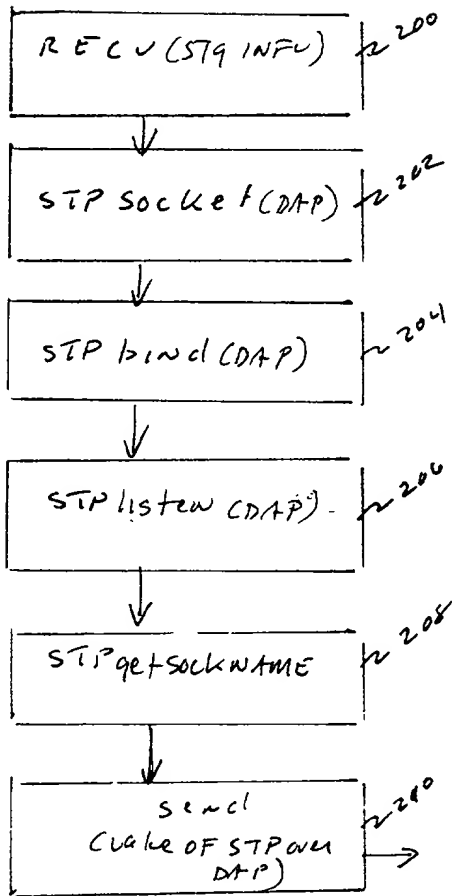 RECV (STG INFO)
200
STP Socket (DAP)
202
STP bind (DAP)
204
STP listen (DAP)
206
STP getsockNAME
208
send
(value OF STP over
DAP)
210